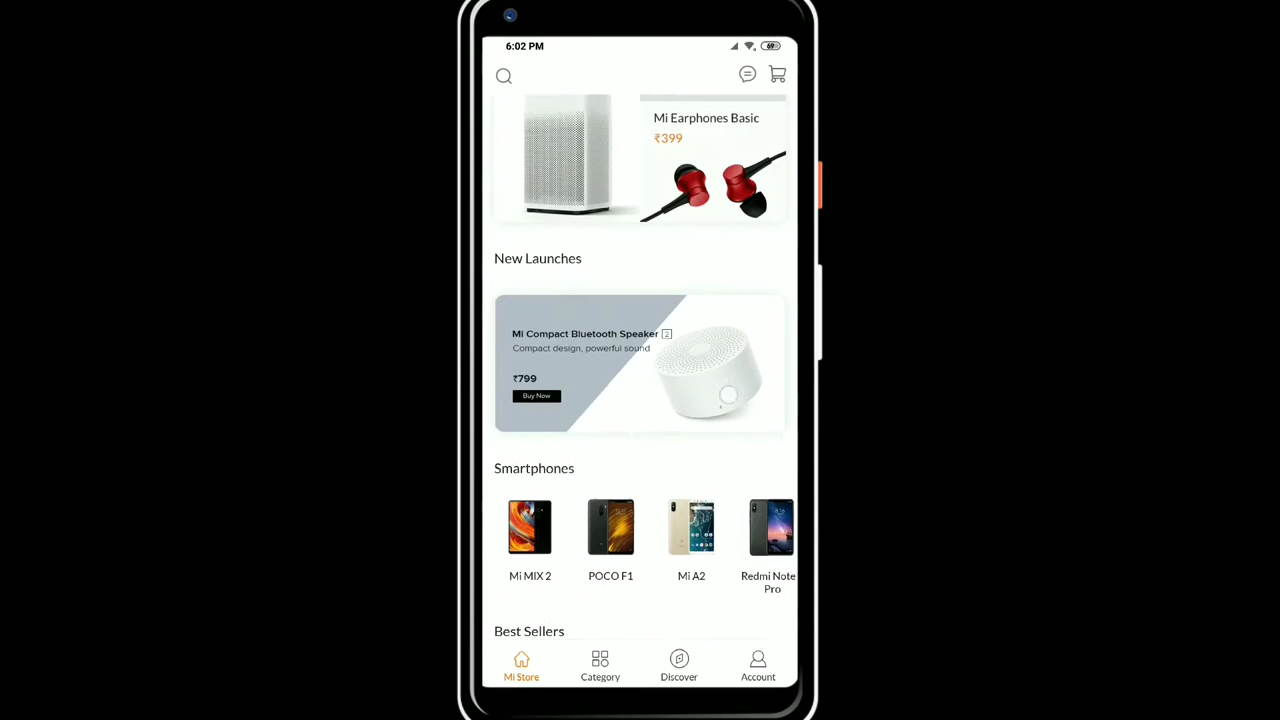 6:02 PM
69
Mi Earphones Basic
₹399
New Launches
Mi Compact Bluetooth Speaker 2
Compact design, powerful sound
₹799
Buy Now
Smartphones
Mi MIX 2
POCO F1
Mi A2
Redmi Note
Pro
Best Sellers
Mi Store
Category
Discover
Account